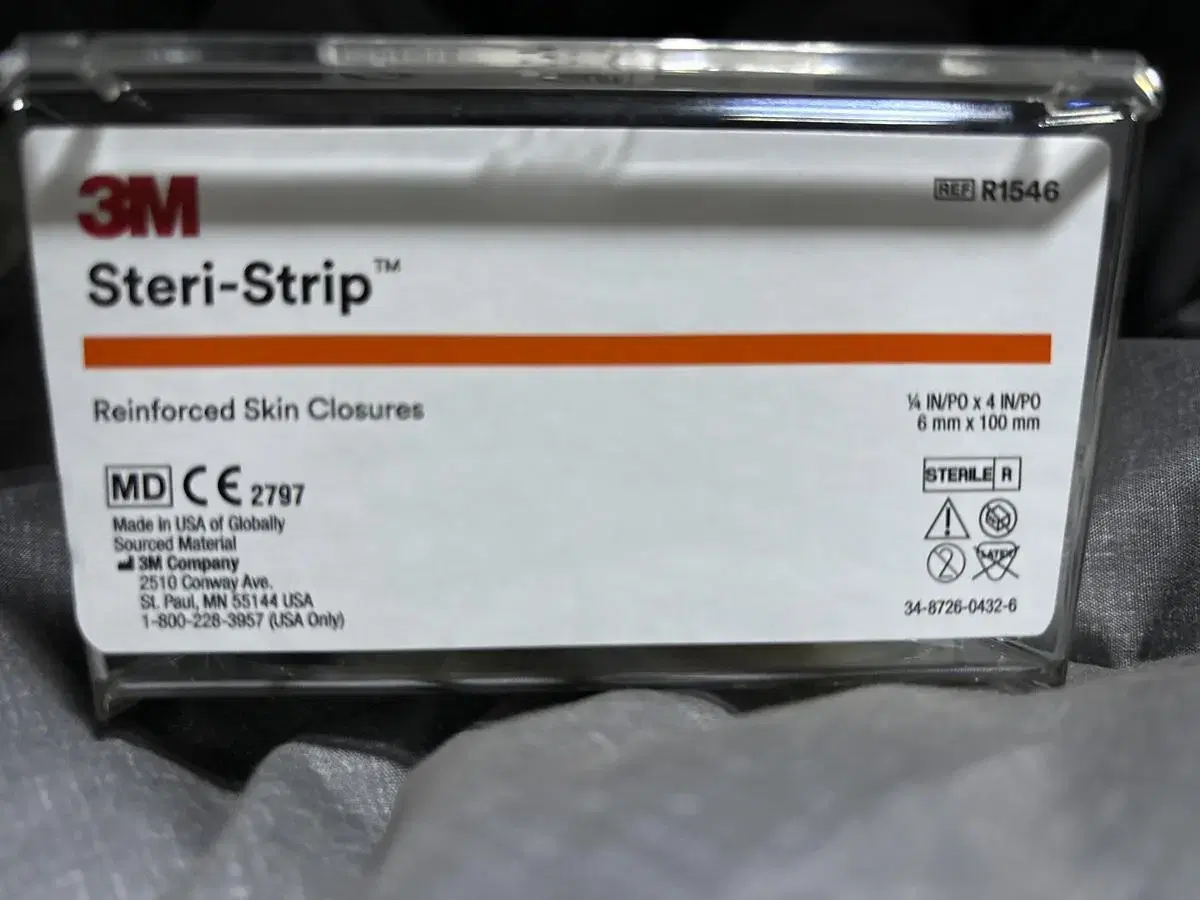 3M
REF R1546
Steri-Strip™
Reinforced Skin Closures
¼ IN/PO x 4 IN/PO
6 mm x 100 mm
MD CE 2797
STERILE R
Made in USA of Globally
Sourced Material
3M Company
2510 Conway Ave.
St. Paul, MN 55144 USA
1-800-228-3957 (USA Only)
2
LATEX
34-8726-0432-6